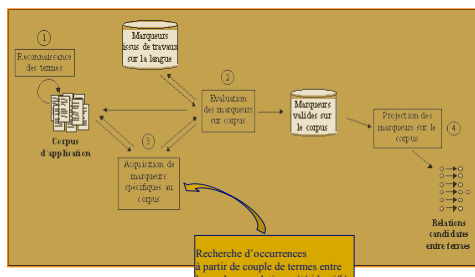 1
Reconnaissance
des termes
Marqueurs
issus de travaux
sur la langue
2
Evaluation
des marqueurs
sur corpus
Marqueurs
valides sur
le corpus
Projection des
marqueurs sur le
corpus
4
Corpus
d'application
3
Acquisition de
marqueurs
spécifiques au
corpus
Relations
candidates
entre termes
Recherche d'occurrences
à partir de couple de termes entre